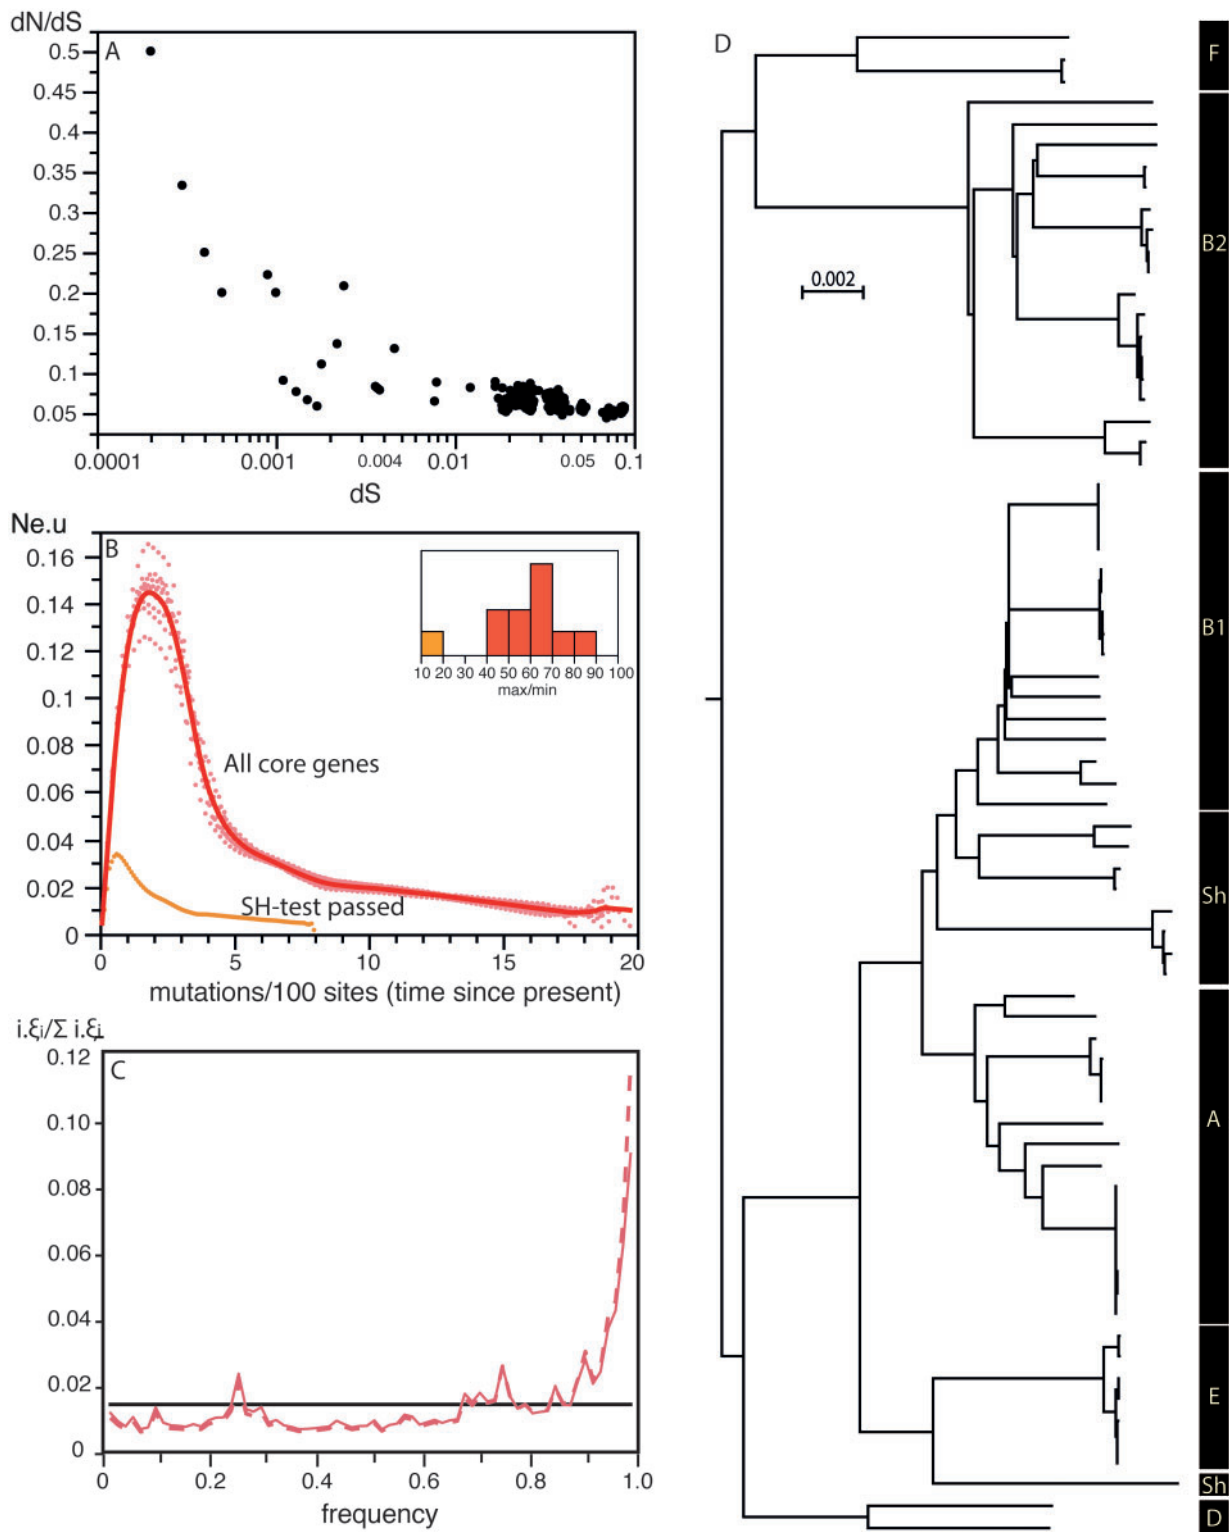 dN/dS
A
0.5
0.45
0.4
0.35
0.3
0.25
0.2
0.15
0.1
0.05
0.0001
0.001
0.004
0.01
0.05
0.1
dS
Ne.u
B
0.16
0.14
0.12
0.1
0.08
0.06
0.04
0.02
0
10 20 30 40 50 60 70 80 90 100
max/min
All core genes
SH-test passed
0 5 10 15 20
mutations/100 sites (time since present)
i.ξi/Σ i.ξi
C
0.12
0.10
0.08
0.06
0.04
0.02
0
0 0.2 0.4 0.6 0.8 1.0
frequency
D
0.002
F
B2
B1
Sh
A
E
Sh
D